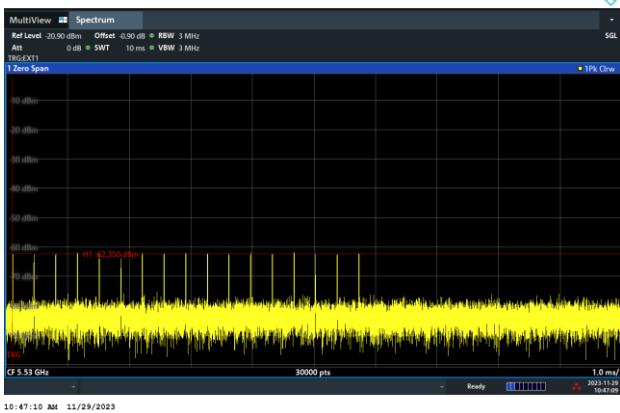 MultiView Spectrum
Ref Level -20.90 dBm Offset -0.90 dB RBW 3 MHz SGL
Att 0 dB SWT 10 ms VBW 3 MHz
TRG:EXT1
1 Zero Span 1Pk Clrw
-10 dBm
-20 dBm
-30 dBm
-40 dBm
-50 dBm
-60 dBm
H1 -62.350 dBm
-70 dBm
TRG
CF 5.53 GHz 30000 pts 1.0 ms/
Ready 2023-11-29
10:47:09
10:47:10 AM 11/29/2023